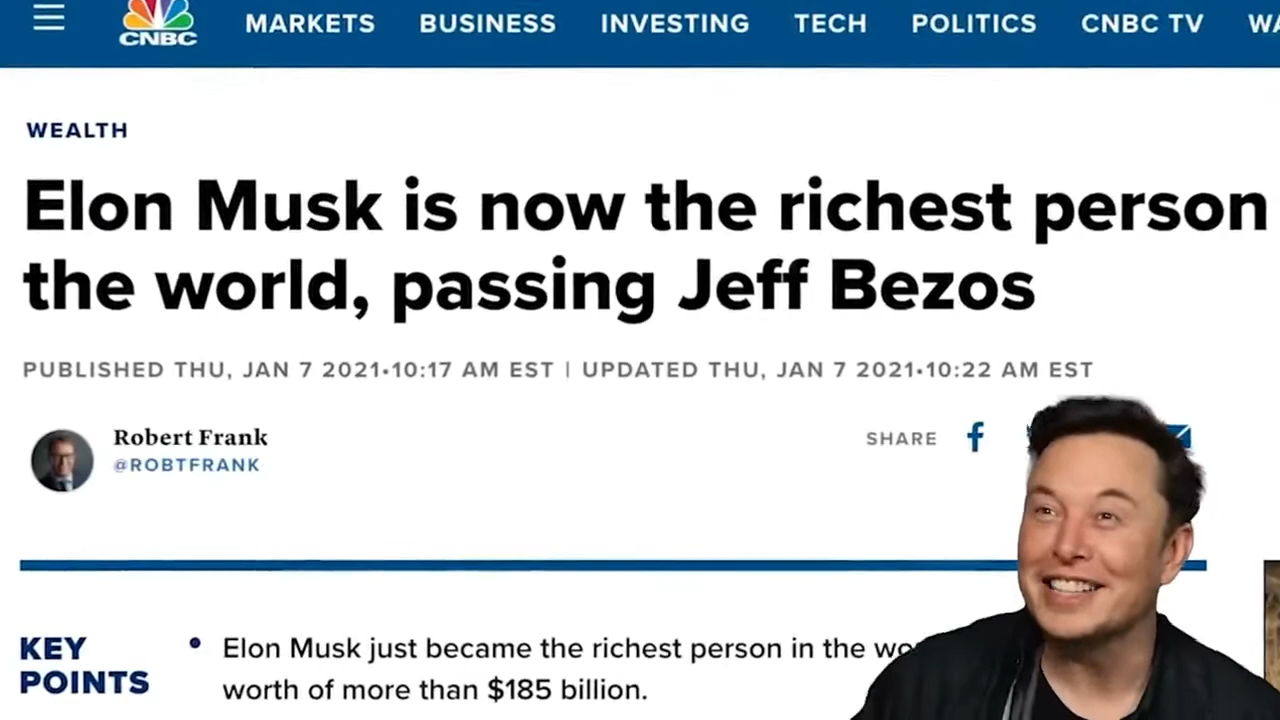 CNBC
MARKETS BUSINESS INVESTING TECH POLITICS CNBC TV WA
WEALTH
Elon Musk is now the richest person
the world, passing Jeff Bezos
PUBLISHED THU, JAN 7 2021•10:17 AM EST | UPDATED THU, JAN 7 2021•10:22 AM EST
Robert Frank
@ROBTFRANK
SHARE f
KEY
POINTS
• Elon Musk just became the richest person in the wo
worth of more than $185 billion.